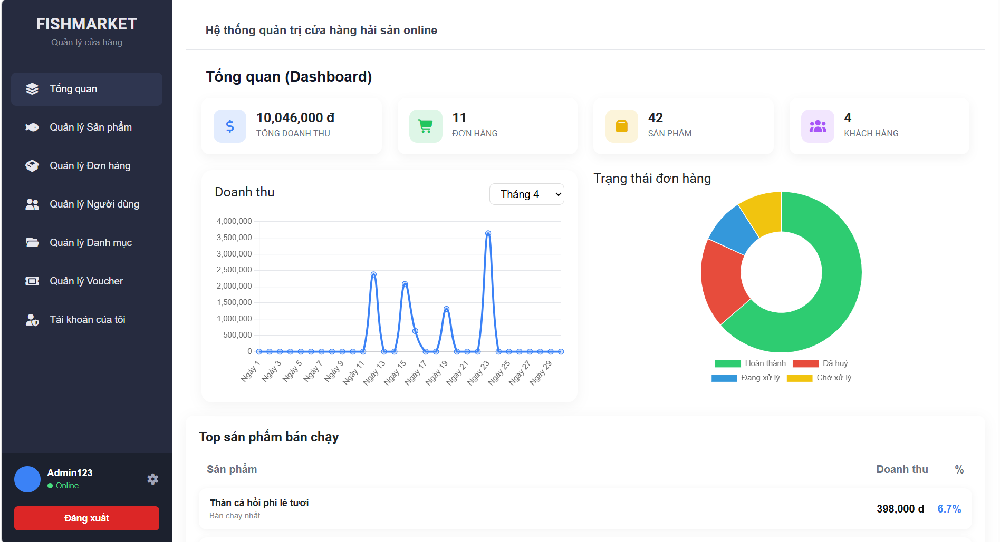 FISHMARKET
Quản lý cửa hàng
Tổng quan
Quản lý Sản phẩm
Quản lý Đơn hàng
Quản lý Người dùng
Quản lý Danh mục
Quản lý Voucher
Tài khoản của tôi
Admin123
Online
Đăng xuất
Hệ thống quản trị cửa hàng hải sản online
Tổng quan (Dashboard)
10,046,000 đ
TỔNG DOANH THU
11
ĐƠN HÀNG
42
SẢN PHẨM
4
KHÁCH HÀNG
Doanh thu
Tháng 4
4,000,000
3,500,000
3,000,000
2,500,000
2,000,000
1,500,000
1,000,000
500,000
0
Ngày 1
Ngày 3
Ngày 5
Ngày 7
Ngày 9
Ngày 11
Ngày 13
Ngày 15
Ngày 17
Ngày 19
Ngày 21
Ngày 23
Ngày 25
Ngày 27
Ngày 29
Trạng thái đơn hàng
Hoàn thành Đã huỷ
Đang xử lý Chờ xử lý
Top sản phẩm bán chạy
Sản phẩm Doanh thu %
Thân cá hồi phi lê tươi
Bán chạy nhất
398,000 đ 6.7%